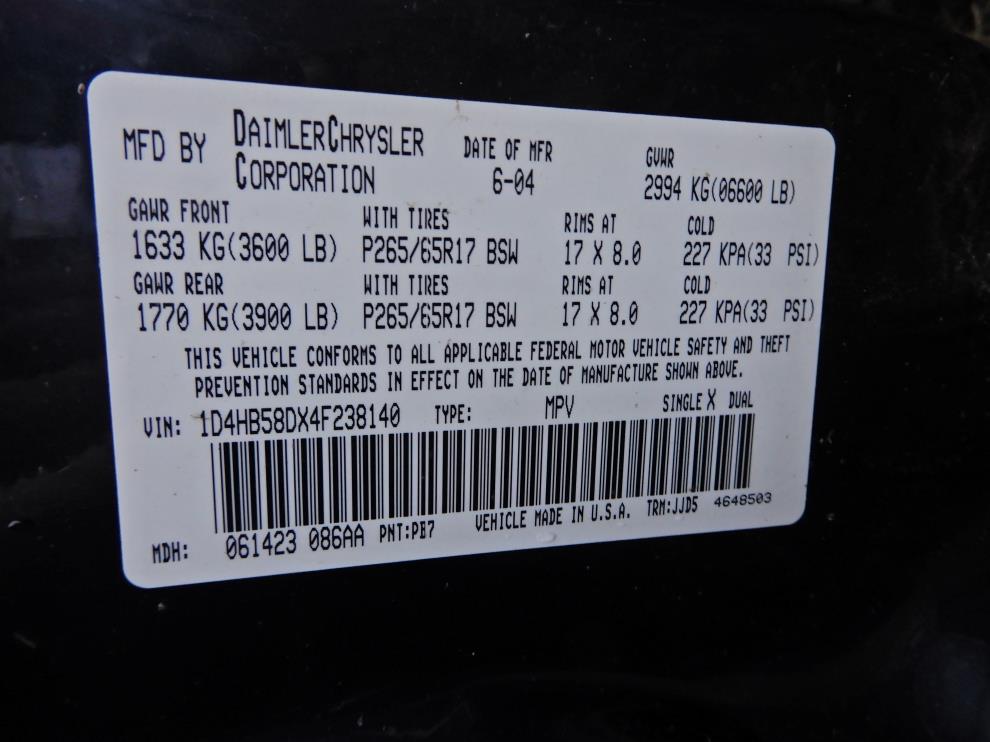 MFD BY DAIMLERCHRYSLER CORPORATION DATE OF MFR 6-04 GVWR 2994 KG(06600 LB)
GAWR FRONT WITH TIRES RIMS AT COLD
1633 KG(3600 LB) P265/65R17 BSW 17 X 8.0 227 KPA(33 PSI)
GAWR REAR WITH TIRES RIMS AT COLD
1770 KG(3900 LB) P265/65R17 BSW 17 X 8.0 227 KPA(33 PSI)
THIS VEHICLE CONFORMS TO ALL APPLICABLE FEDERAL MOTOR VEHICLE SAFETY AND THEFT
PREVENTION STANDARDS IN EFFECT ON THE DATE OF MANUFACTURE SHOWN ABOVE.
VIN: 1D4HB58DX4F238140 TYPE: MPV SINGLE X DUAL
MDH: 061423 086AA PNT:PB7 VEHICLE MADE IN U.S.A. TRM:JJD5 4648503